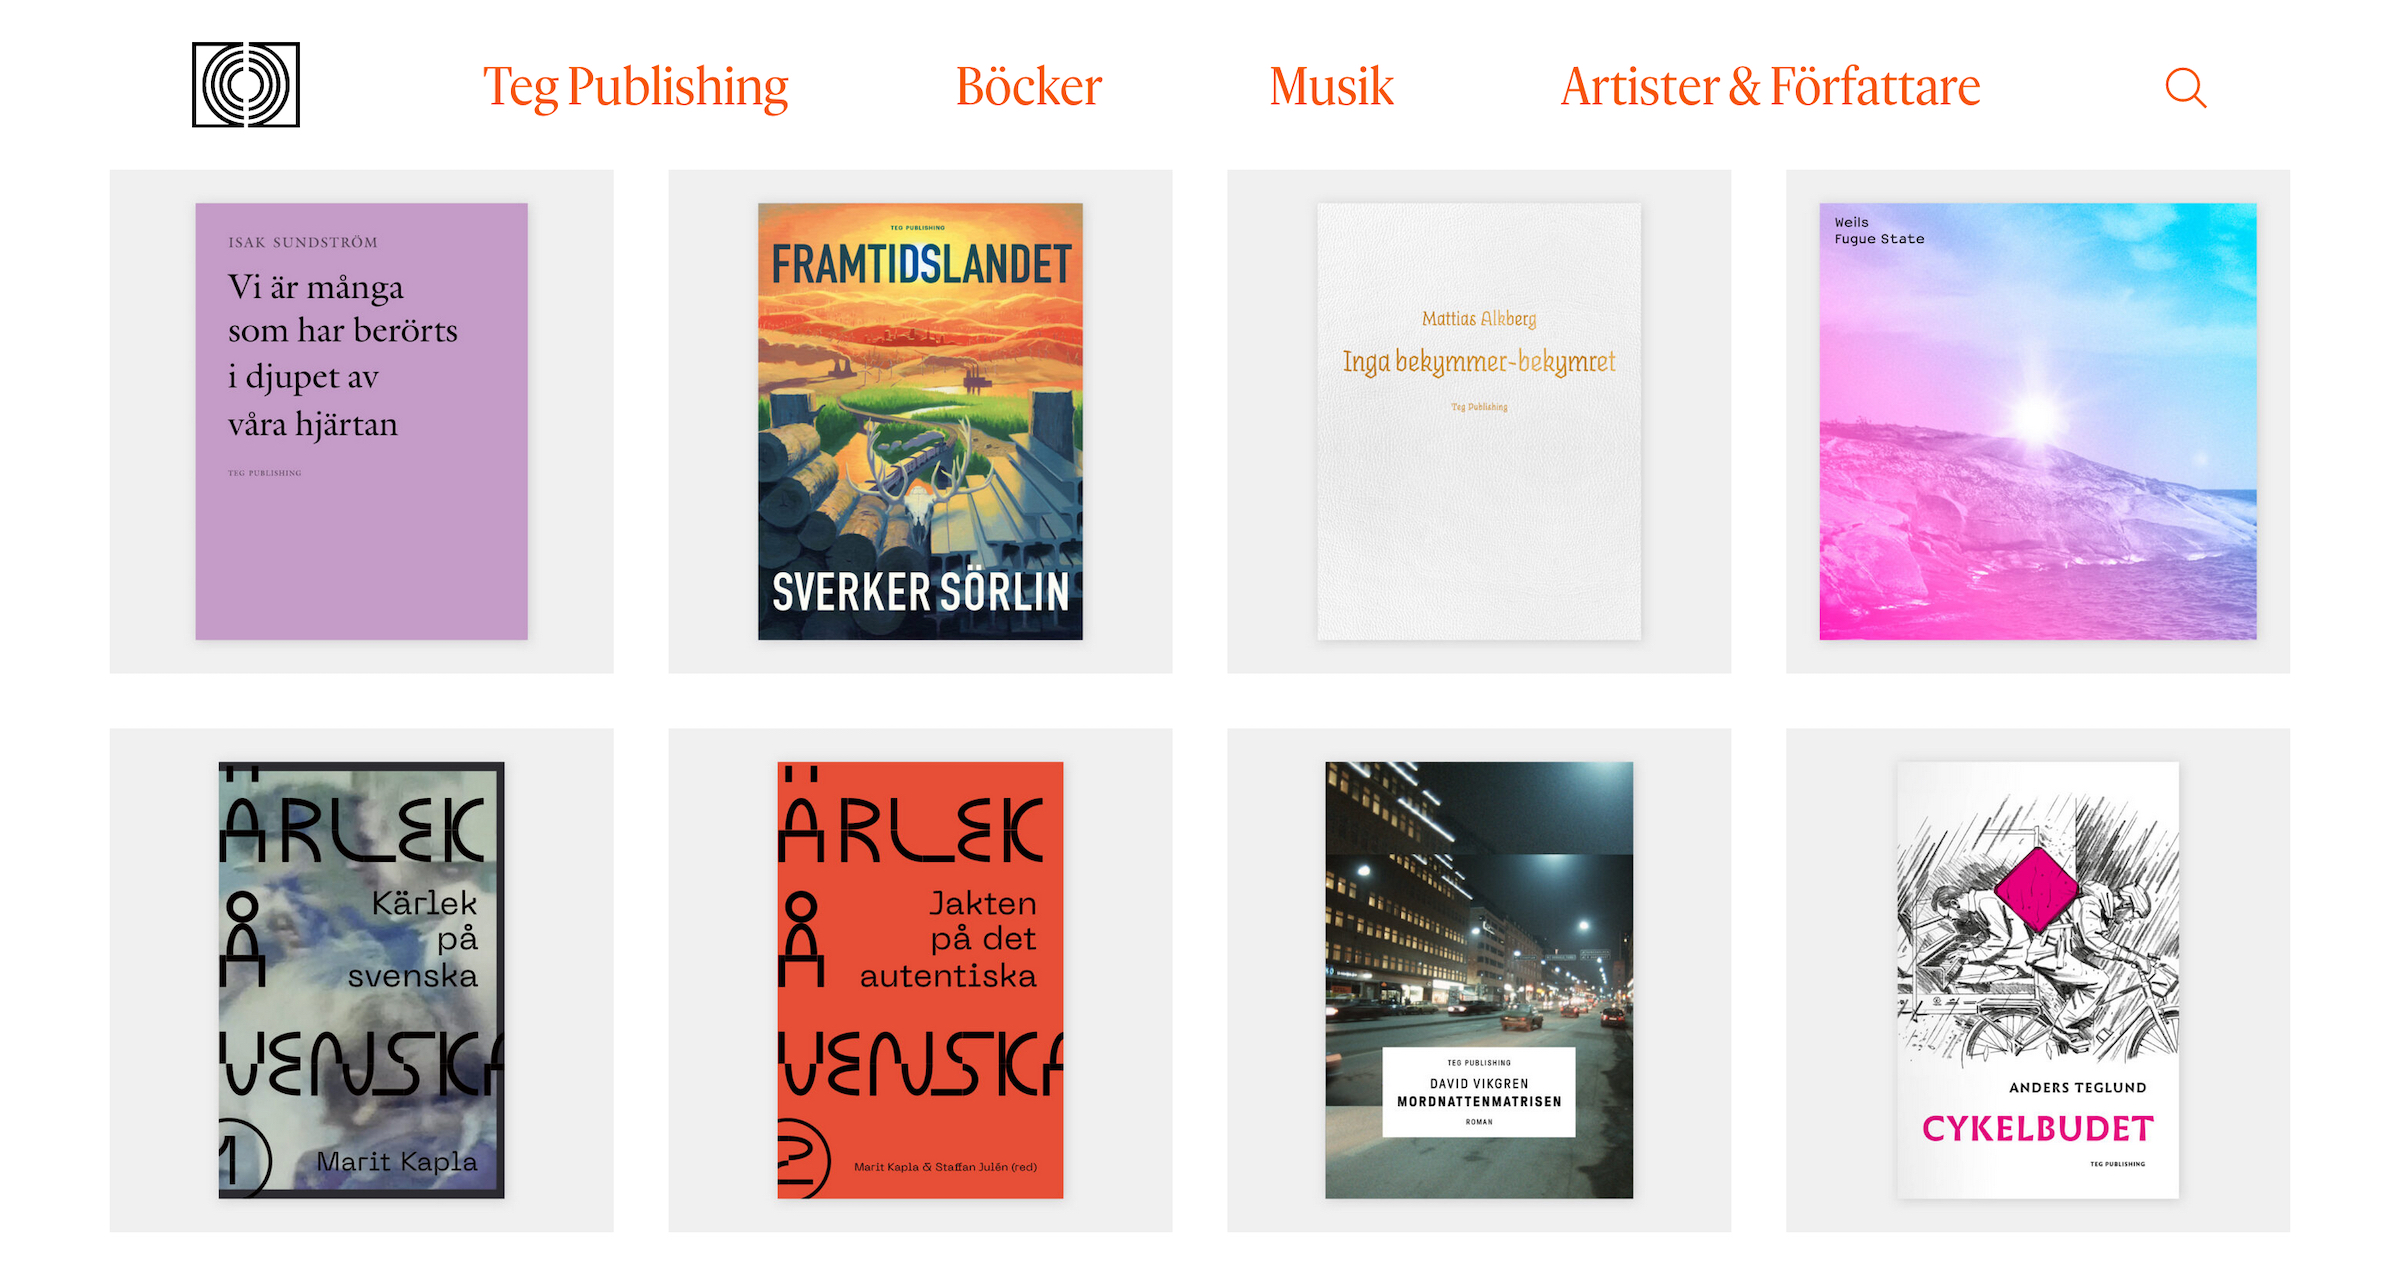 Teg Publishing
Böcker
Musik
Artister & Författare
ISAK SUNDSTRÖM
Vi är många
som har berörts
i djupet av
våra hjärtan
TEG PUBLISHING
TEG PUBLISHING
FRAMTIDSLANDET
SVERKER SÖRLIN
Mattias Alkberg
Inga bekymmer-bekymret
Teg Publishing
Weils
Fugue State
ÄRLEK
Kärlek
på
svenska
Å
VENSKA
1
Marit Kapla
ÄRLEK
Jakten
på det
autentiska
Å
VENSKA
2
Marit Kapla & Staffan Julén (red)
TEG PUBLISHING
DAVID VIKGREN
MORDNATTENMATRISEN
ROMAN
ANDERS TEGLUND
CYKELBUDET
TEG PUBLISHING